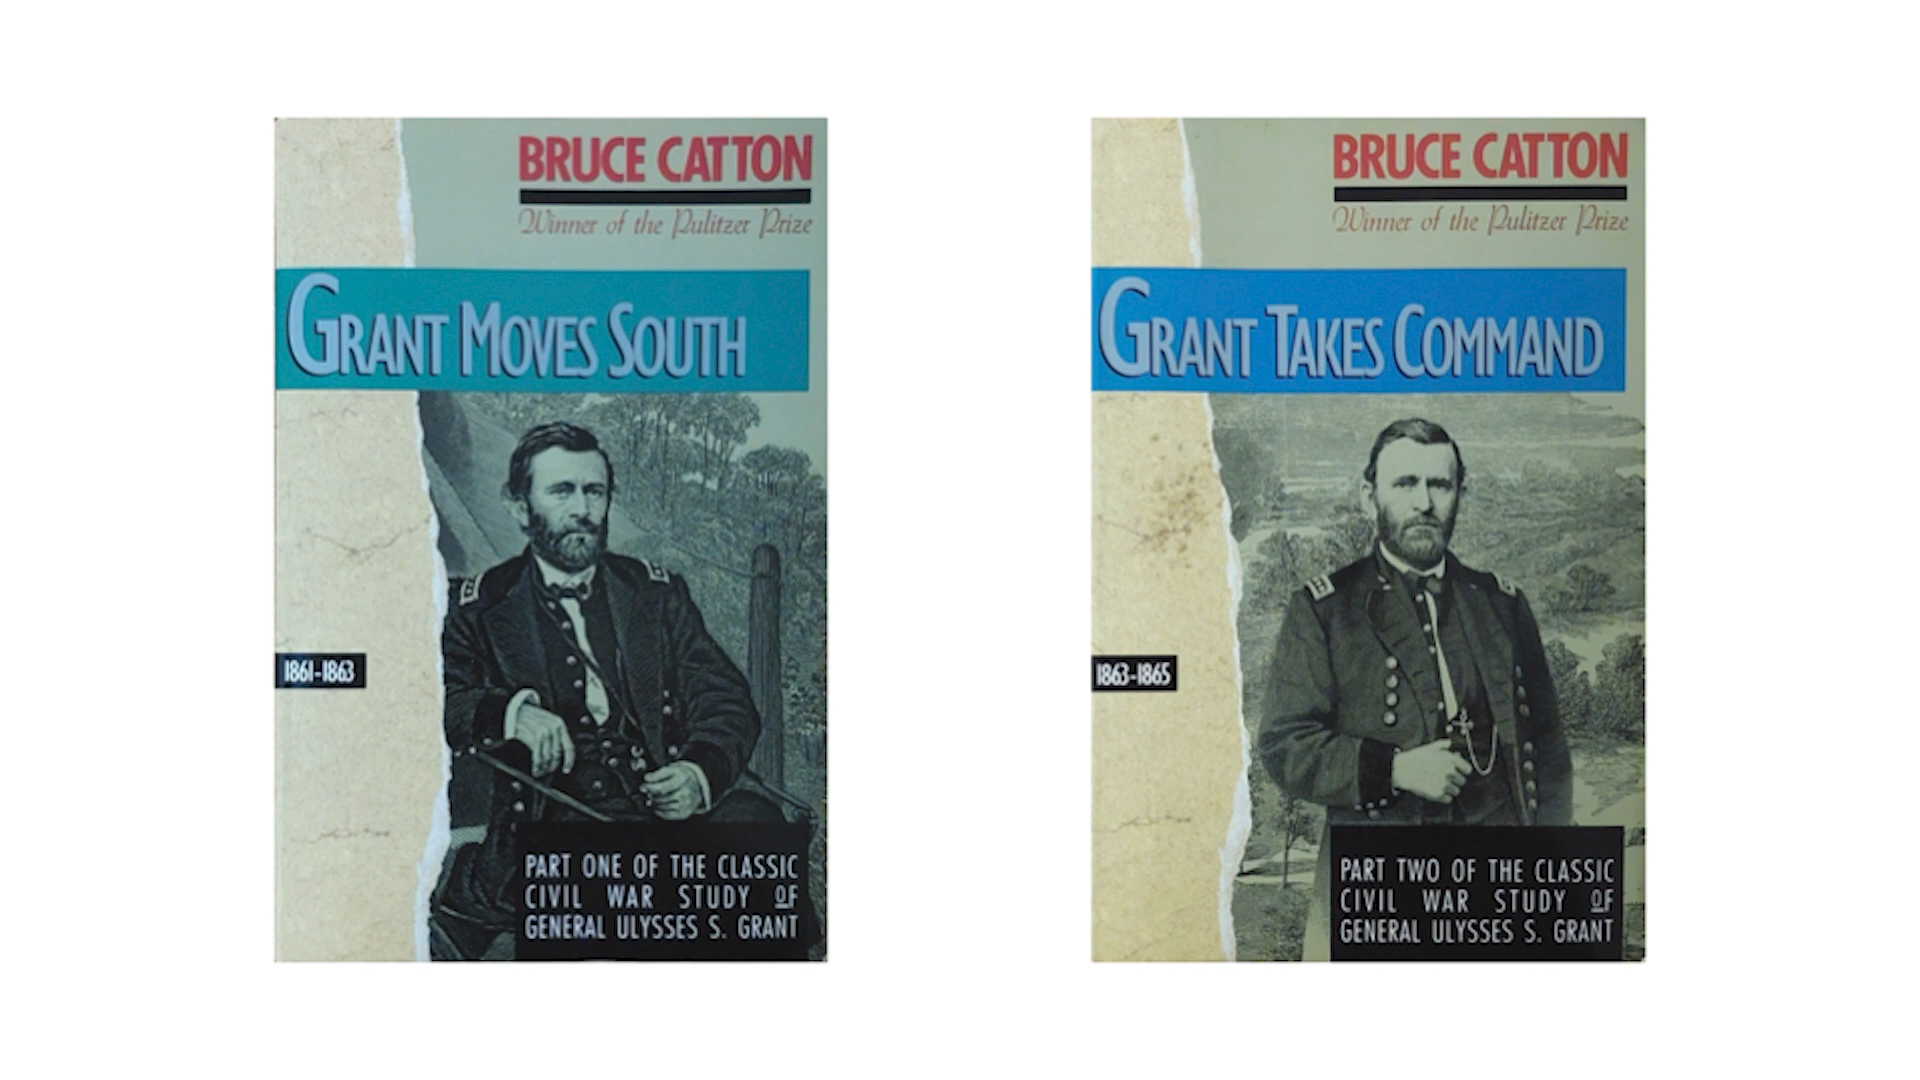 BRUCE CATTON
Winner of the Pulitzer Prize
GRANT MOVES SOUTH
1861-1863
PART ONE OF THE CLASSIC
CIVIL WAR STUDY OF
GENERAL ULYSSES S. GRANT
BRUCE CATTON
Winner of the Pulitzer Prize
GRANT TAKES COMMAND
1863-1865
PART TWO OF THE CLASSIC
CIVIL WAR STUDY OF
GENERAL ULYSSES S. GRANT